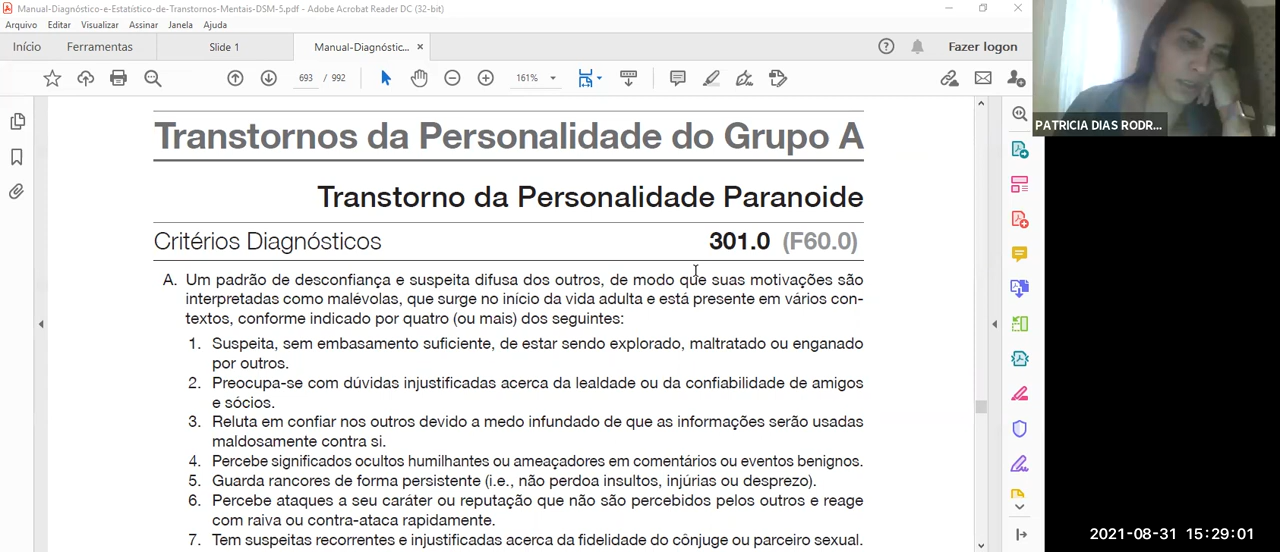 Manual-Diagnóstico-e-Estatístico-de-Transtornos-Mentais-DSM-5.pdf - Adobe Acrobat Reader DC (32-bit)
Arquivo Editar Visualizar Assinar Janela Ajuda
Início Ferramentas Slide 1 Manual-Diagnóstic... × Fazer logon
693 / 992 161%
PATRICIA DIAS RODR...
Transtornos da Personalidade do Grupo A
Transtorno da Personalidade Paranoide
Critérios Diagnósticos 301.0 (F60.0)
A. Um padrão de desconfiança e suspeita difusa dos outros, de modo que suas motivações são
interpretadas como malévolas, que surge no início da vida adulta e está presente em vários con-
textos, conforme indicado por quatro (ou mais) dos seguintes:
1. Suspeita, sem embasamento suficiente, de estar sendo explorado, maltratado ou enganado
por outros.
2. Preocupa-se com dúvidas injustificadas acerca da lealdade ou da confiabilidade de amigos
e sócios.
3. Reluta em confiar nos outros devido a medo infundado de que as informações serão usadas
maldosamente contra si.
4. Percebe significados ocultos humilhantes ou ameaçadores em comentários ou eventos benignos.
5. Guarda rancores de forma persistente (i.e., não perdoa insultos, injúrias ou desprezo).
6. Percebe ataques a seu caráter ou reputação que não são percebidos pelos outros e reage
com raiva ou contra-ataca rapidamente.
7. Tem suspeitas recorrentes e injustificadas acerca da fidelidade do cônjuge ou parceiro sexual.
2021-08-31 15:29:01